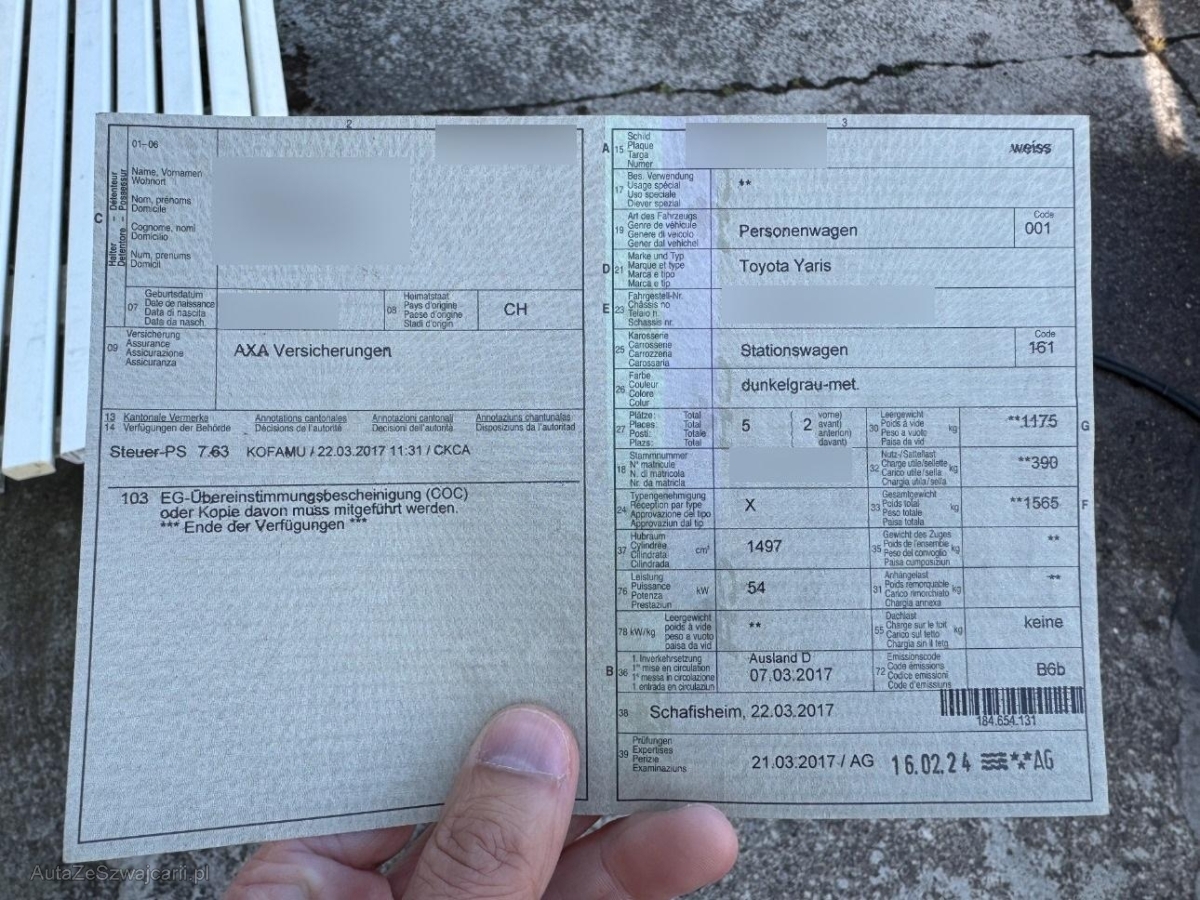 2
01-06
Halter - Détenteur
Detentore - Possessur
C
Name, Vornamen
Wohnort
Nom, prénoms
Domicile
Cognome, nomi
Domicilio
Num, prenums
Domicil
07
Geburtsdatum
Date de naissance
Data di nascita
Data da nasch.
08
Heimatstaat
Pays d'origine
Paese d'origine
Stadi d'origin
CH
09
Versicherung
Assurance
Assicurazione
Assicuranza
AXA Versicherungen
13 Kantonale Vermerke Annotations cantonales Annotazioni cantonali Annotaziuns chantunalas
14 Verfügungen der Behörde Décisions de l'autorité Decisioni dell'autorità Disposiziuns da l'autoritad
Steuer-PS 7.63 KOFAMU / 22.03.2017 11:31 / CKCA
103 EG-Übereinstimmungsbescheinigung (COC)
oder Kopie davon muss mitgeführt werden.
*** Ende der Verfügungen ***
3
A 15
Schild
Plaque
Targa
Numer
weiss
17
Bes. Verwendung
Usage spécial
Uso speciale
Diever spezial
**
19
Art des Fahrzeugs
Genre de véhicule
Genere di veicolo
Gener dal vehichel
Personenwagen
Code
001
D 21
Marke und Typ
Marque et type
Marca e tipo
Marca e tip
Toyota Yaris
E 23
Fahrgestell-Nr.
Châssis no
Telaio n.
Schassis nr.
25
Karosserie
Carrosserie
Carrozzeria
Carossaria
Stationswagen
Code
161
26
Farbe
Couleur
Colore
Colur
dunkelgrau-met.
27
Plätze: Total
Places: Total
Posti: Totale
Plazs: Total
5
( 2 vorne)
avant)
anteriori)
davant)
30
Leergewicht
Poids à vide
Peso a vuoto
Paisa da vid
kg
**1175
G
18
Stammnummer
N° matricule
N. di matricola
Nr. da matricla
32
Nutz-/Sattellast
Charge utile/sellette
Carico utile/sella
Chargia utila/sella
kg
**390
24
Typengenehmigung
Réception par type
Approvazione del tipo
Approvaziun dal tip
X
33
Gesamtgewicht
Poids total
Peso totale
Paisa totala
kg
**1565
F
37
Hubraum
Cylindrée
Cilindrata
Cilindrada
cm³
1497
35
Gewicht des Zuges
Poids de l'ensemble
Peso del convoglio
Paisa cumposiziun
kg
**
76
Leistung
Puissance
Potenza
Prestaziun
kW
54
31
Anhängelast
Poids remorquable
Carico rimorchiato
Chargia annexa
kg
**
78 kW/kg
Leergewicht
poids à vide
peso a vuoto
paisa da vid
**
55
Dachlast
Charge sur le toit
Carico sul tetto
Chargia sin il tetg
kg
keine
B 36
1. Inverkehrsetzung
1re mise en circulation
1a messa in circolazione
1. entrada en circulaziun
Ausland D
07.03.2017
72
Emissionscode
Code émissions
Codice emissioni
Code d'emissiuns
B6b
38
Schafisheim, 22.03.2017
184.654.131
39
Prüfungen
Expertises
Perizie
Examinaziuns
21.03.2017 / AG
16.02.24 AG
AutaZeSzwajcarii.pl